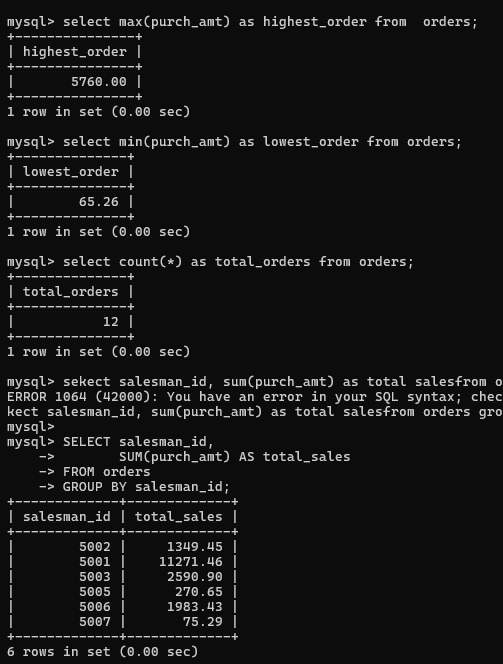 mysql> select max(purch_amt) as highest_order from  orders;
+---------------+
| highest_order |
+---------------+
|       5760.00 |
+---------------+
1 row in set (0.00 sec)

mysql> select min(purch_amt) as lowest_order from orders;
+--------------+
| lowest_order |
+--------------+
|        65.26 |
+--------------+
1 row in set (0.00 sec)

mysql> select count(*) as total_orders from orders;
+--------------+
| total_orders |
+--------------+
|           12 |
+--------------+
1 row in set (0.00 sec)

mysql> sekect salesman_id, sum(purch_amt) as total salesfrom o
ERROR 1064 (42000): You have an error in your SQL syntax; chec
kect salesman_id, sum(purch_amt) as total salesfrom orders gro
mysql>
mysql> SELECT salesman_id,
    ->        SUM(purch_amt) AS total_sales
    -> FROM orders
    -> GROUP BY salesman_id;
+-------------+-------------+
| salesman_id | total_sales |
+-------------+-------------+
|        5002 |     1349.45 |
|        5001 |    11271.46 |
|        5003 |     2590.90 |
|        5005 |      270.65 |
|        5006 |     1983.43 |
|        5007 |       75.29 |
+-------------+-------------+
6 rows in set (0.00 sec)